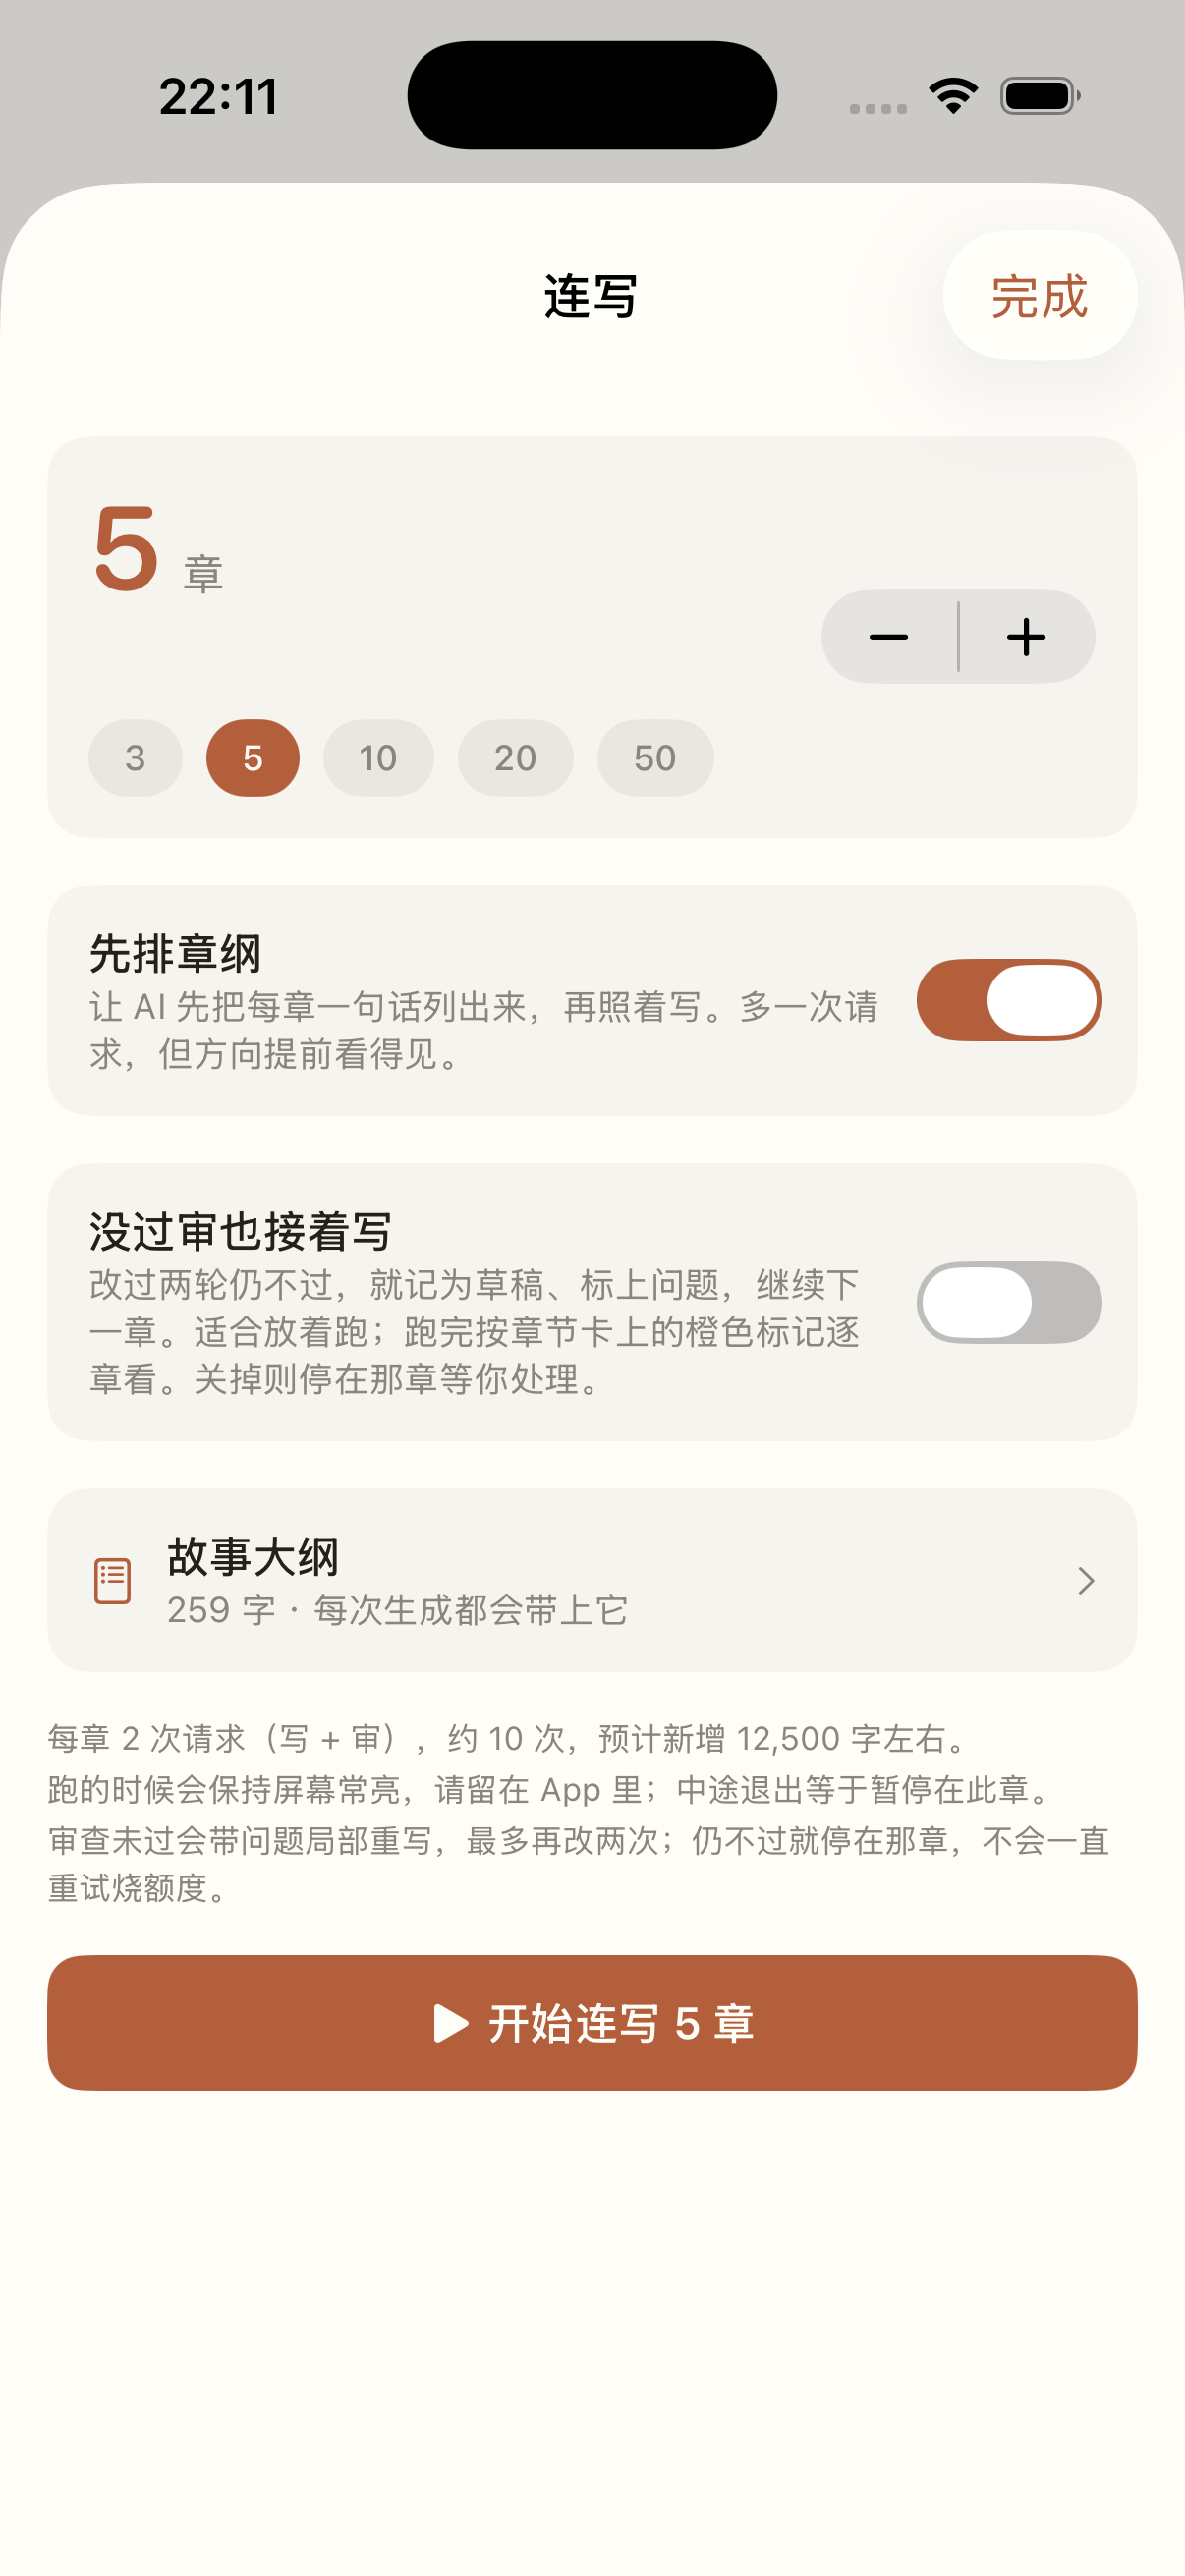 22:11
连写
完成
5 章
3
5
10
20
50
先排章纲
让 AI 先把每章一句话列出来，再照着写。多一次请
求，但方向提前看得见。
没过审也接着写
改过两轮仍不过，就记为草稿、标上问题，继续下
一章。适合放着跑；跑完按章节卡上的橙色标记逐
章看。关掉则停在那章等你处理。
故事大纲
259 字 · 每次生成都会带上它
每章 2 次请求（写 + 审），约 10 次，预计新增 12,500 字左右。
跑的时候会保持屏幕常亮，请留在 App 里；中途退出等于暂停在此章。
审查未过会带问题局部重写，最多再改两次；仍不过就停在那章，不会一直
重试烧额度。
开始连写 5 章